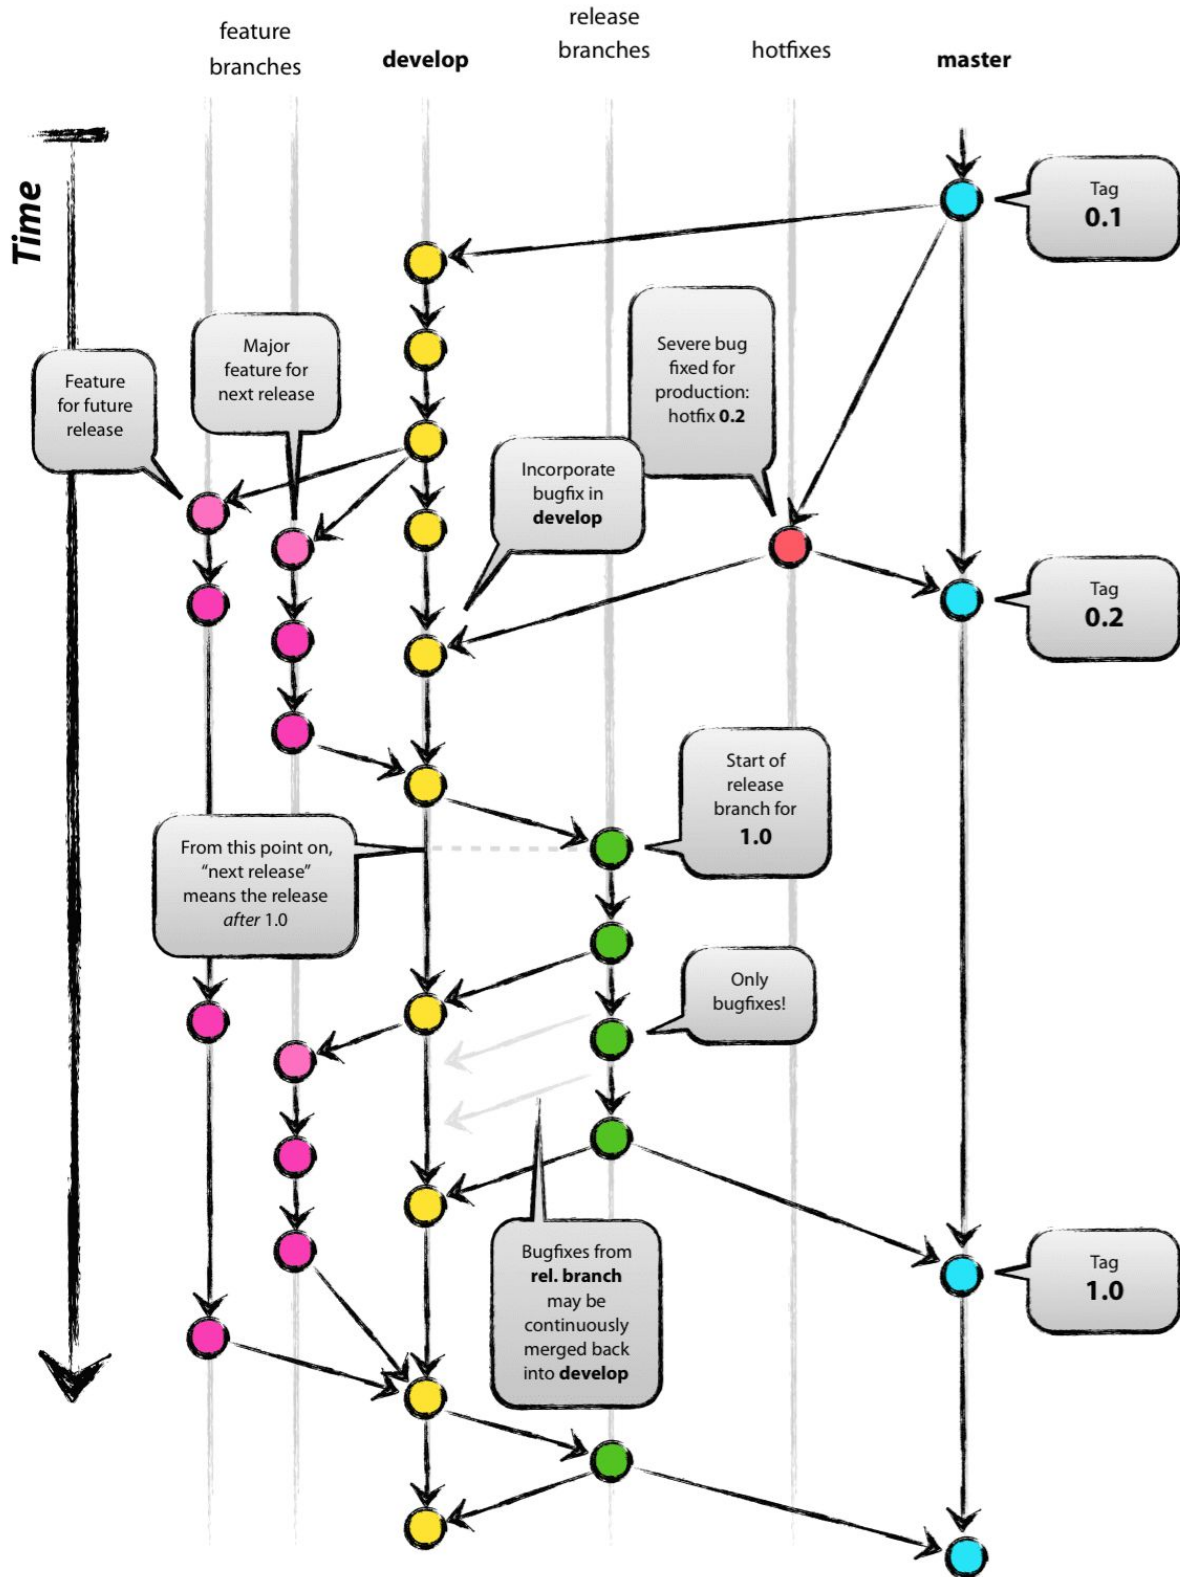 feature
branches
develop
release
branches
hotfixes
master
Time
Tag
0.1
Feature
for future
release
Major
feature for
next release
Severe bug
fixed for
production:
hotfix 0.2
Incorporate
bugfix in
develop
Tag
0.2
Start of
release
branch for
1.0
From this point on,
“next release”
means the release
after 1.0
Only
bugfixes!
Bugfixes from
rel. branch
may be
continuously
merged back
into develop
Tag
1.0